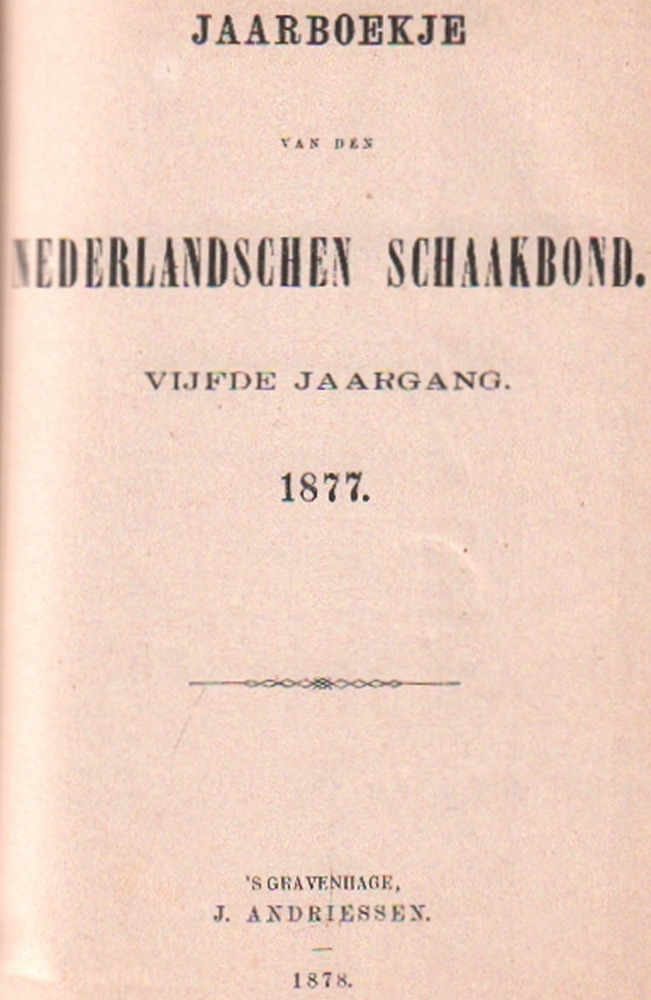 JAARBOEKJE
VAN DEN
NEDERLANDSCHEN SCHAAKBOND.
VIJFDE JAARGANG.
1877.
'S GRAVENHAGE,
J. ANDRIESSEN.
1878.